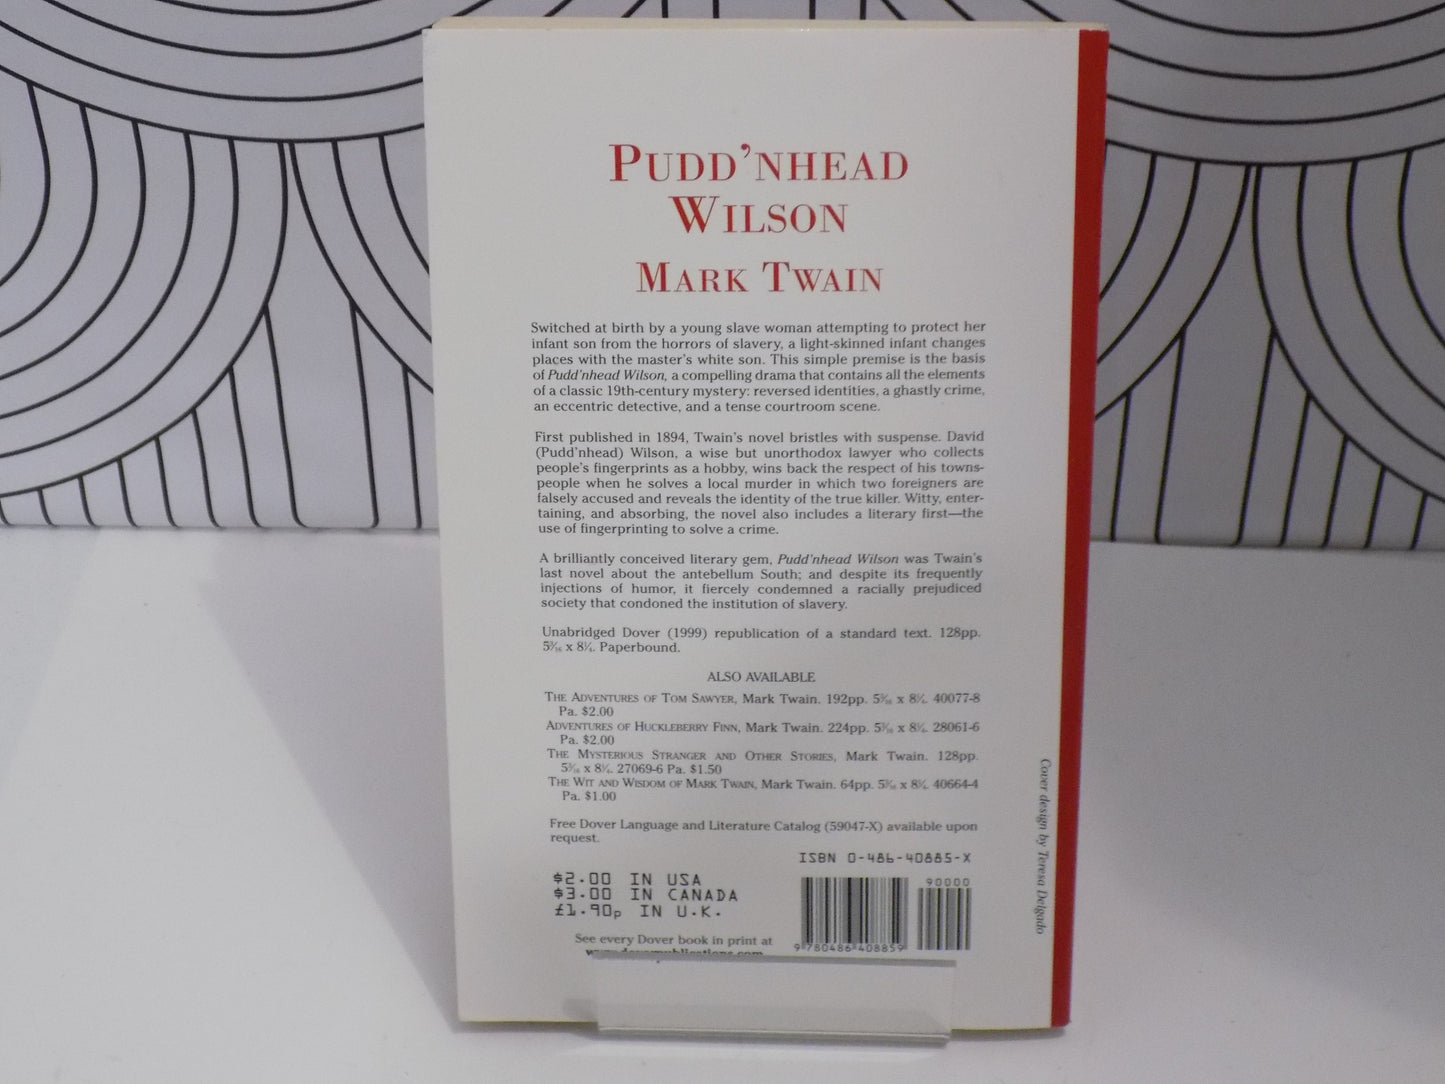 PUDD'NHEAD
WILSON
MARK TWAIN
Switched at birth by a young slave woman attempting to protect her
infant son from the horrors of slavery, a light-skinned infant changes
places with the master's white son. This simple premise is the basis
of Pudd'nhead Wilson, a compelling drama that contains all the elements
of a classic 19th-century mystery: reversed identities, a ghastly crime,
an eccentric detective, and a tense courtroom scene.
First published in 1894, Twain's novel bristles with suspense. David
(Pudd'nhead) Wilson, a wise but unorthodox lawyer who collects
people's fingerprints as a hobby, wins back the respect of his towns-
people when he solves a local murder in which two foreigners are
falsely accused and reveals the identity of the true killer. Witty, enter-
taining, and absorbing, the novel also includes a literary first—the
use of fingerprinting to solve a crime.
A brilliantly conceived literary gem, Pudd'nhead Wilson was Twain's
last novel about the antebellum South; and despite its frequently
injections of humor, it fiercely condemned a racially prejudiced
society that condoned the institution of slavery.
Unabridged Dover (1999) republication of a standard text. 128pp.
5³⁄₁₆ x 8¼. Paperbound.
ALSO AVAILABLE
THE ADVENTURES OF TOM SAWYER, Mark Twain. 192pp. 5³⁄₁₆ x 8¼. 40077-8
Pa. $2.00
ADVENTURES OF HUCKLEBERRY FINN, Mark Twain. 224pp. 5³⁄₁₆ x 8¼. 28061-6
Pa. $2.00
THE MYSTERIOUS STRANGER AND OTHER STORIES, Mark Twain. 128pp.
5³⁄₁₆ x 8¼. 27069-6 Pa. $1.50
THE WIT AND WISDOM OF MARK TWAIN, Mark Twain. 64pp. 5³⁄₁₆ x 8¼. 40664-4
Pa. $1.00
Free Dover Language and Literature Catalog (59047-X) available upon
request.
ISBN 0-486-40885-X
90000
9 780486 408859
$2.00 IN USA
$3.00 IN CANADA
£1.90p IN U.K.
See every Dover book in print at
www.doverpublications.com
Cover design by Teresa Delgado